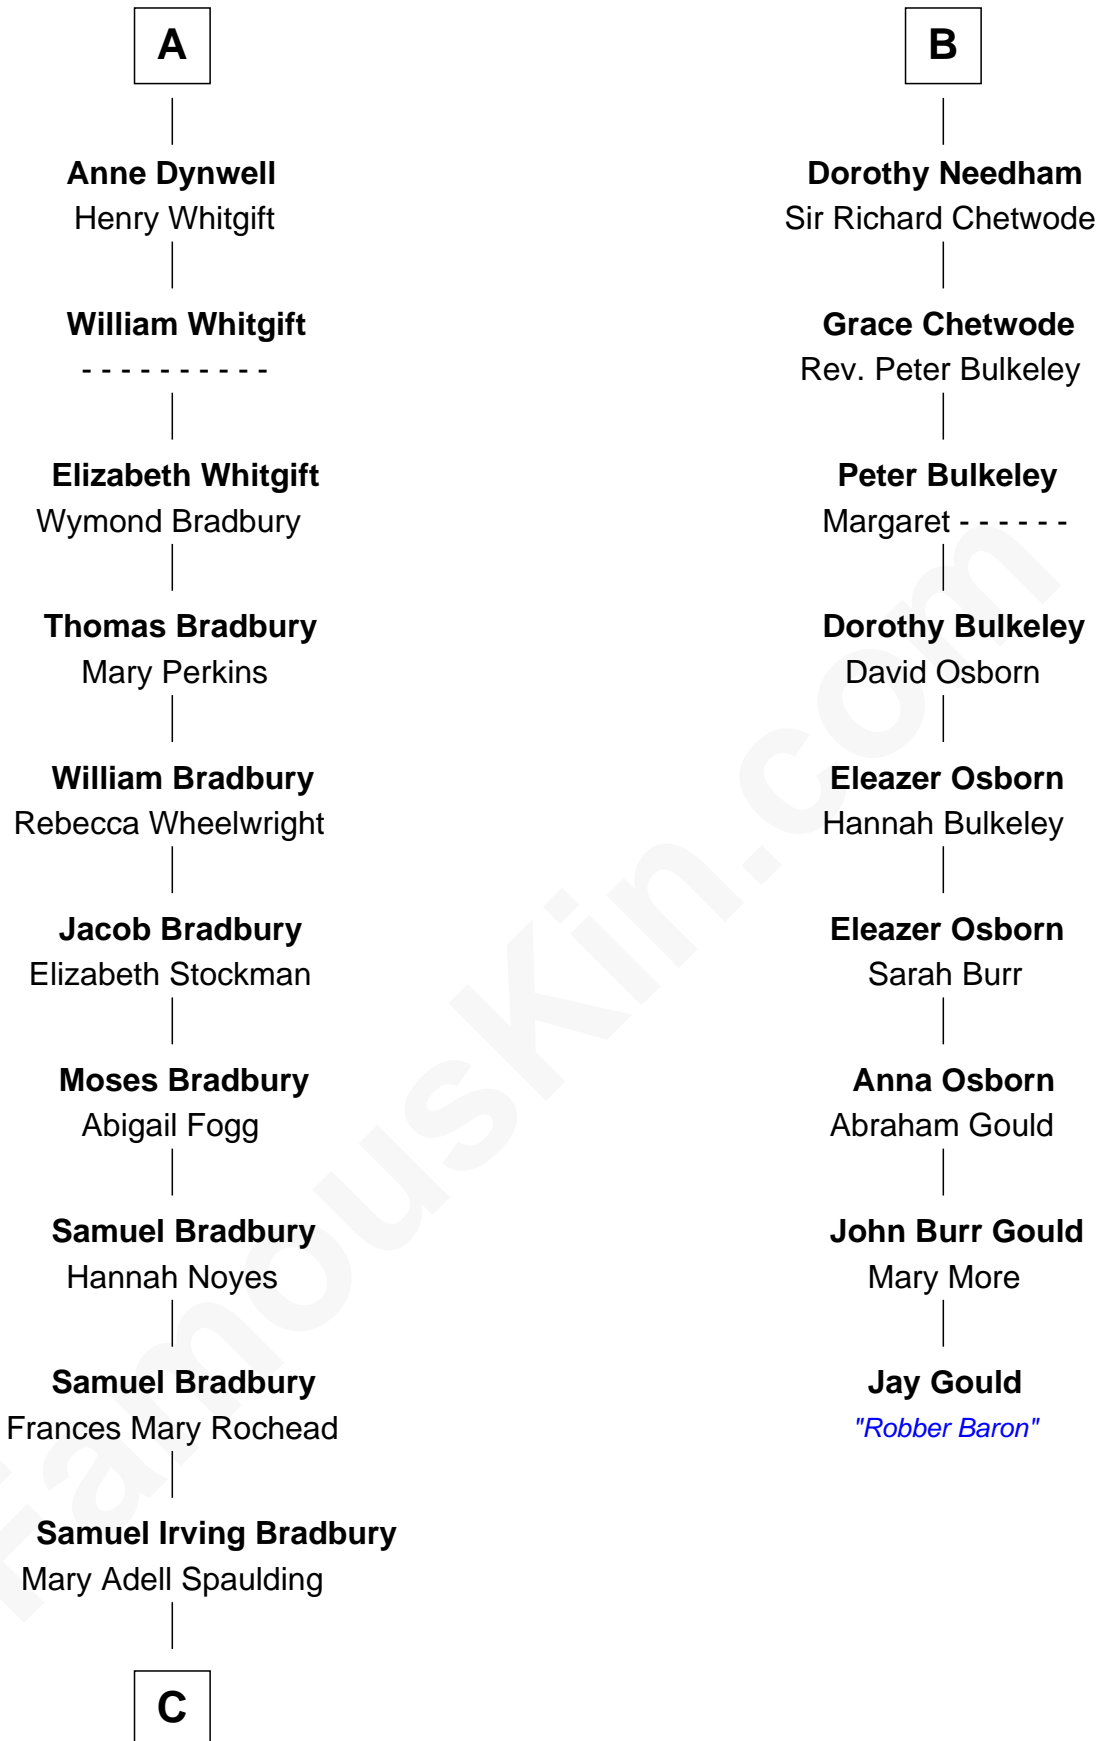 A
Anne Dynwell
Henry Whitgift
William Whitgift
- - - - - - - - - -
Elizabeth Whitgift
Wymond Bradbury
Thomas Bradbury
Mary Perkins
William Bradbury
Rebecca Wheelwright
Jacob Bradbury
Elizabeth Stockman
Moses Bradbury
Abigail Fogg
Samuel Bradbury
Hannah Noyes
Samuel Bradbury
Frances Mary Rochead
Samuel Irving Bradbury
Mary Adell Spaulding
C
B
Dorothy Needham
Sir Richard Chetwode
Grace Chetwode
Rev. Peter Bulkeley
Peter Bulkeley
Margaret - - - - - -
Dorothy Bulkeley
David Osborn
Eleazer Osborn
Hannah Bulkeley
Eleazer Osborn
Sarah Burr
Anna Osborn
Abraham Gould
John Burr Gould
Mary More
Jay Gould
"Robber Baron"
FamousKin.com